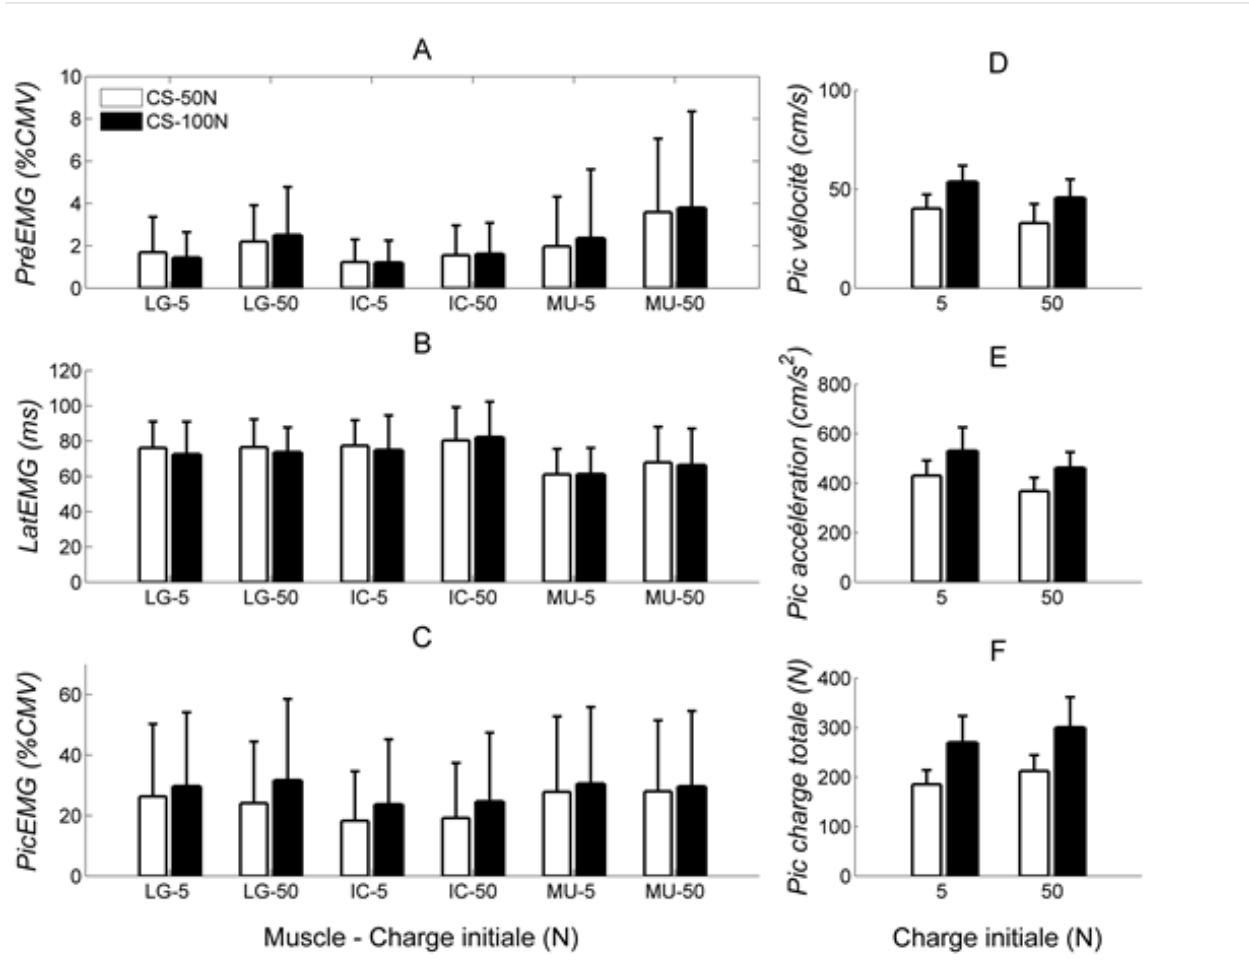 A
PréEMG (%CMV)
10
8
6
4
2
0
CS-50N
CS-100N
LG-5 LG-50 IC-5 IC-50 MU-5 MU-50
D
Pic vélocité (cm/s)
100
50
0
5 50
B
LatEMG (ms)
120
100
80
60
40
20
0
LG-5 LG-50 IC-5 IC-50 MU-5 MU-50
E
Pic accélération (cm/s²)
800
600
400
200
0
5 50
C
PicEMG (%CMV)
60
40
20
0
LG-5 LG-50 IC-5 IC-50 MU-5 MU-50
Muscle - Charge initiale (N)
F
Pic charge totale (N)
400
300
200
100
0
5 50
Charge initiale (N)